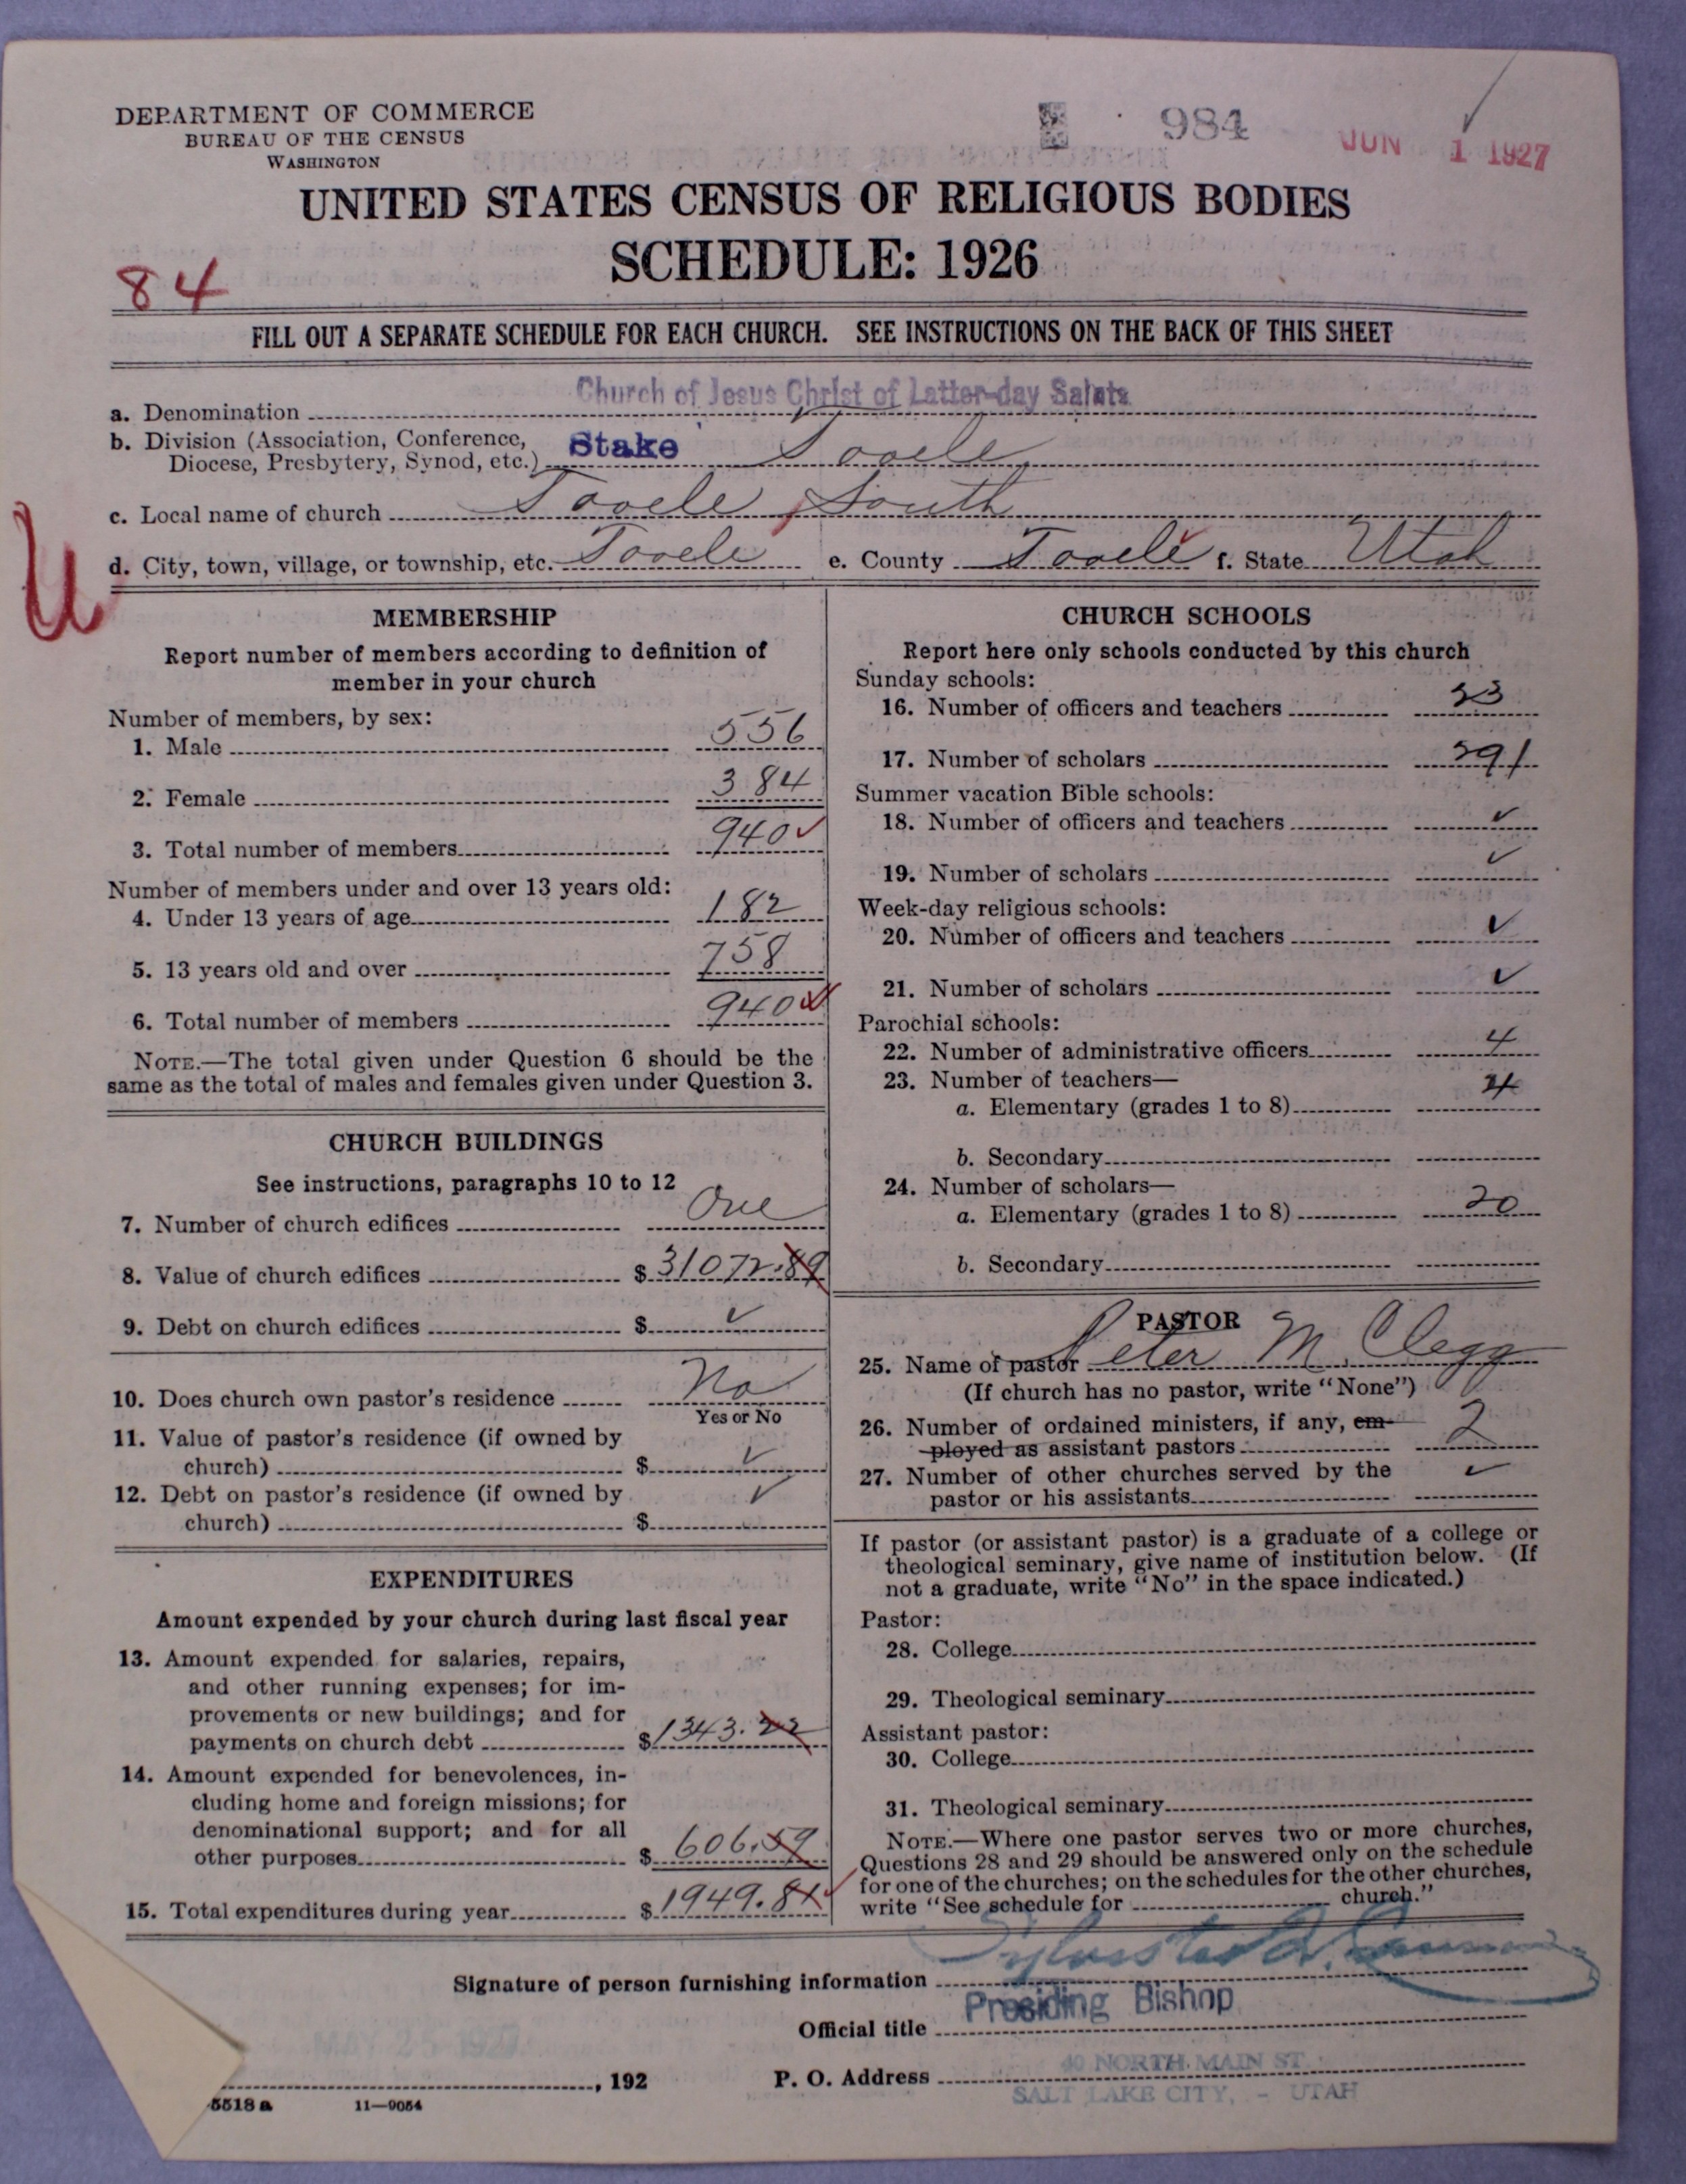 DEPARTMENT OF COMMERCE
BUREAU OF THE CENSUS
WASHINGTON
984
JUN 1 1927
UNITED STATES CENSUS OF RELIGIOUS BODIES
SCHEDULE: 1926
84
FILL OUT A SEPARATE SCHEDULE FOR EACH CHURCH. SEE INSTRUCTIONS ON THE BACK OF THIS SHEET
a. Denomination Church of Jesus Christ of Latter-day Saints
b. Division (Association, Conference,
Diocese, Presbytery, Synod, etc.) Stake Tooele
c. Local name of church Tooele, South
d. City, town, village, or township, etc. Tooele e. County Tooele f. State Utah
U
MEMBERSHIP
Report number of members according to definition of
member in your church
Number of members, by sex:
1. Male 556
2. Female 384
3. Total number of members 940 ✓
Number of members under and over 13 years old:
4. Under 13 years of age 182
5. 13 years old and over 758
6. Total number of members 940 ✓
NOTE.—The total given under Question 6 should be the
same as the total of males and females given under Question 3.
CHURCH BUILDINGS
See instructions, paragraphs 10 to 12
7. Number of church edifices One
8. Value of church edifices $31072.89
9. Debt on church edifices $ ✓
10. Does church own pastor's residence No
Yes or No
11. Value of pastor's residence (if owned by
church) $ ✓
12. Debt on pastor's residence (if owned by
church) $ ✓
EXPENDITURES
Amount expended by your church during last fiscal year
13. Amount expended for salaries, repairs,
and other running expenses; for im-
provements or new buildings; and for
payments on church debt $1343.22
14. Amount expended for benevolences, in-
cluding home and foreign missions; for
denominational support; and for all
other purposes $606.59
15. Total expenditures during year $1949.81 ✓
CHURCH SCHOOLS
Report here only schools conducted by this church
Sunday schools:
16. Number of officers and teachers
17. Number of scholars
Summer vacation Bible schools:
18. Number of officers and teachers ✓
19. Number of scholars ✓
Week-day religious schools:
20. Number of officers and teachers ✓
21. Number of scholars ✓
Parochial schools:
22. Number of administrative officers 4
23. Number of teachers—
a. Elementary (grades 1 to 8) 4
b. Secondary
24. Number of scholars—
a. Elementary (grades 1 to 8) 20
b. Secondary
PASTOR
25. Name of pastor Peter M. Clegg
(If church has no pastor, write "None")
26. Number of ordained ministers, if any, em-
ployed as assistant pastors 2
27. Number of other churches served by the
pastor or his assistants ✓
If pastor (or assistant pastor) is a graduate of a college or
theological seminary, give name of institution below. (If
not a graduate, write "No" in the space indicated.)
Pastor:
28. College
29. Theological seminary
Assistant pastor:
30. College
31. Theological seminary
NOTE.—Where one pastor serves two or more churches,
Questions 28 and 29 should be answered only on the schedule
for one of the churches; on the schedules for the other churches,
write "See schedule for church."
Signature of person furnishing information Sylvester Q. Cannon
Official title Presiding Bishop
MAY 25 1927
, 192
P. O. Address 40 NORTH MAIN ST.
SALT LAKE CITY, - UTAH
5518 a 11—9054